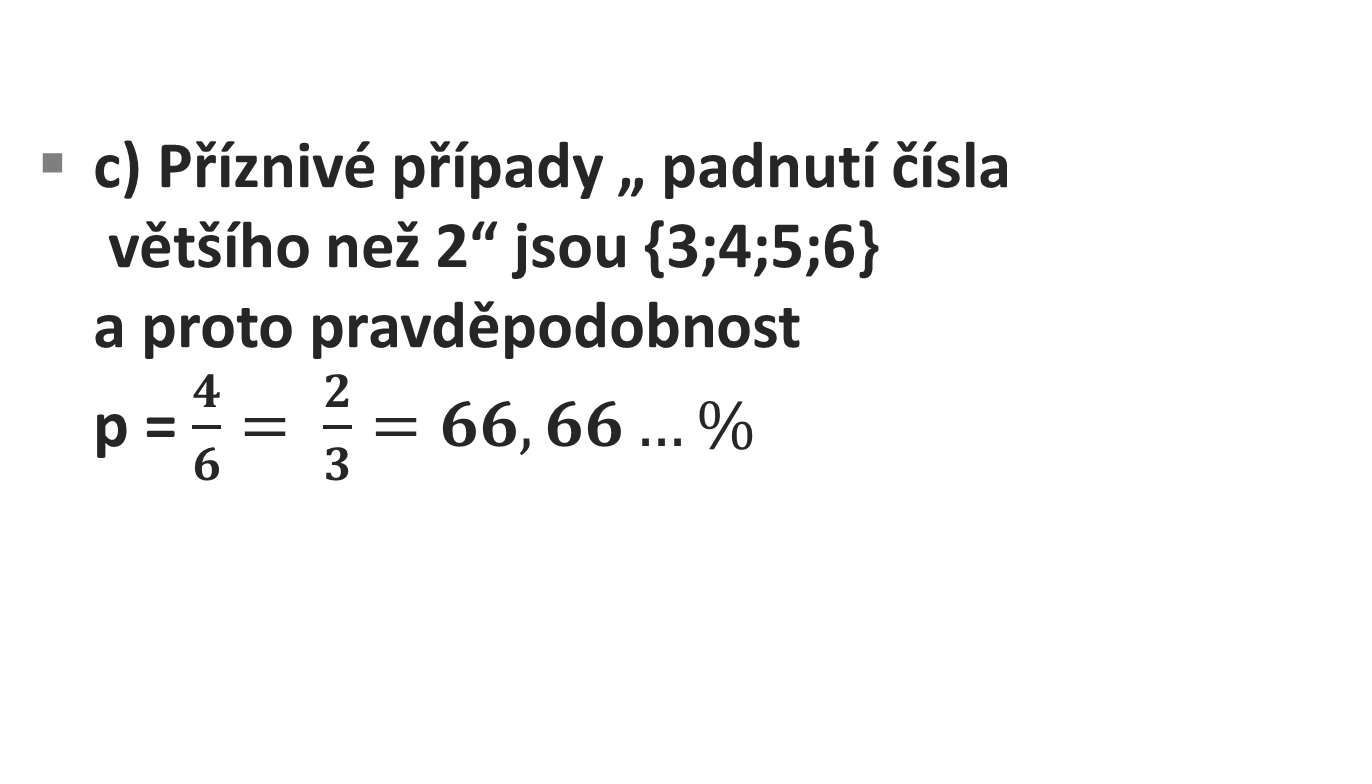 ▪ c) Příznivé případy „ padnutí čísla
většího než 2“ jsou {3;4;5;6}
a proto pravděpodobnost
p = 4/6 = 2/3 = 66,66 … %